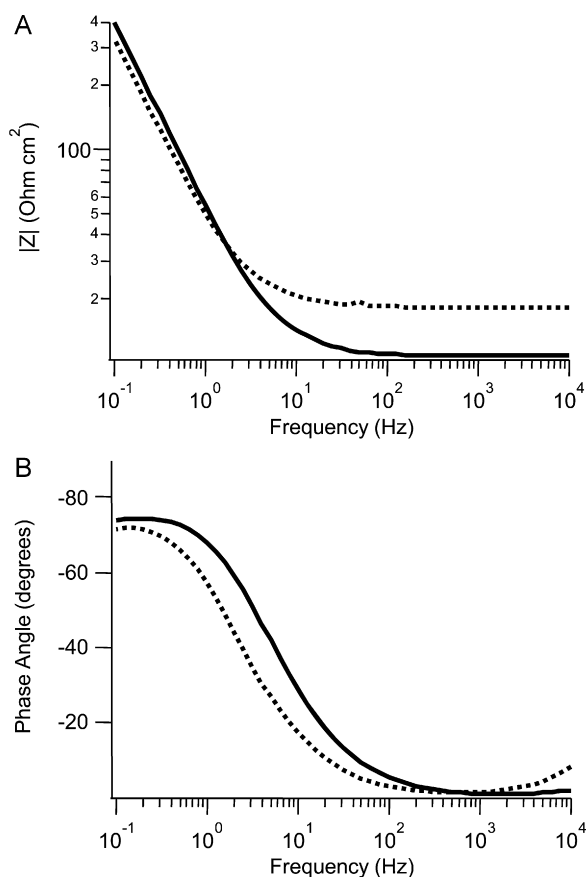 A
4
3
2
100
6
5
4
3
2
|Z| (Ohm cm²)
10⁻¹ 10⁰ 10¹ 10² 10³ 10⁴
Frequency (Hz)
B
-80
-60
-40
-20
Phase Angle (degrees)
10⁻¹ 10⁰ 10¹ 10² 10³ 10⁴
Frequency (Hz)